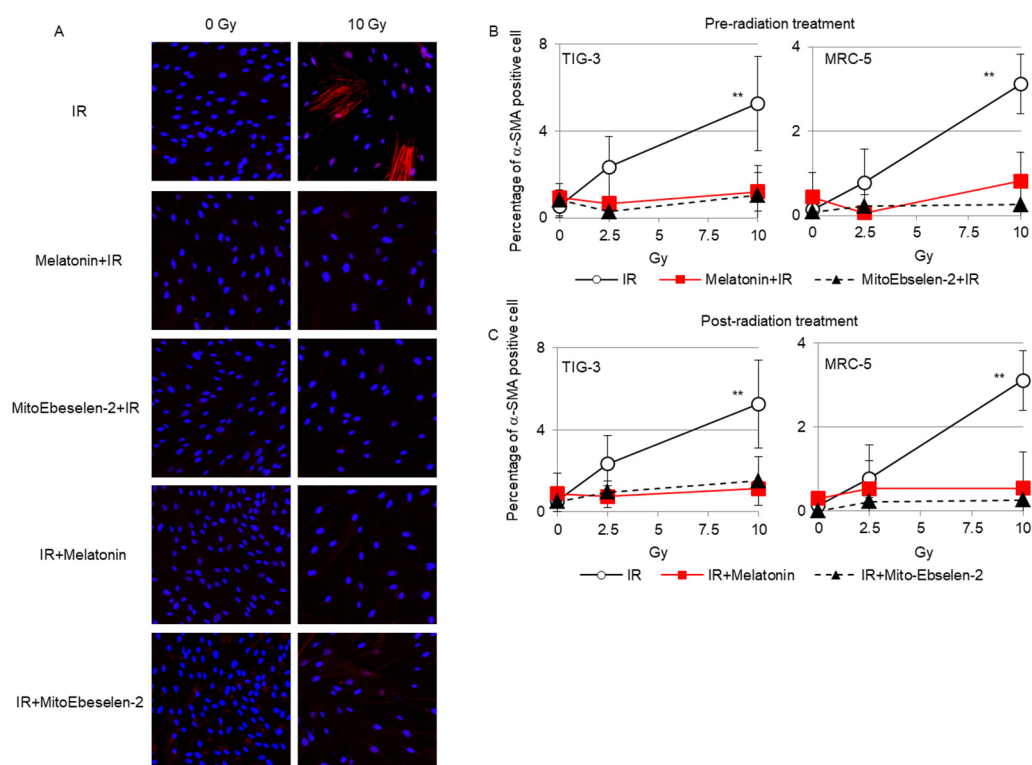 A
0 Gy
10 Gy
IR
Melatonin+IR
MitoEbeselen-2+IR
IR+Melatonin
IR+MitoEbeselen-2
B
Pre-radiation treatment
Percentage of α-SMA positive cell
TIG-3
8
4
0
**
0
2.5
5
7.5
10
Gy
MRC-5
4
3
2
1
0
**
0
2.5
5
7.5
10
Gy
IR
Melatonin+IR
MitoEbselen-2+IR
C
Post-radiation treatment
Percentage of α-SMA positive cell
TIG-3
8
4
0
**
0
2.5
5
7.5
10
Gy
MRC-5
4
2
0
**
0
2.5
5
7.5
10
Gy
IR
IR+Melatonin
IR+Mito-Ebselen-2